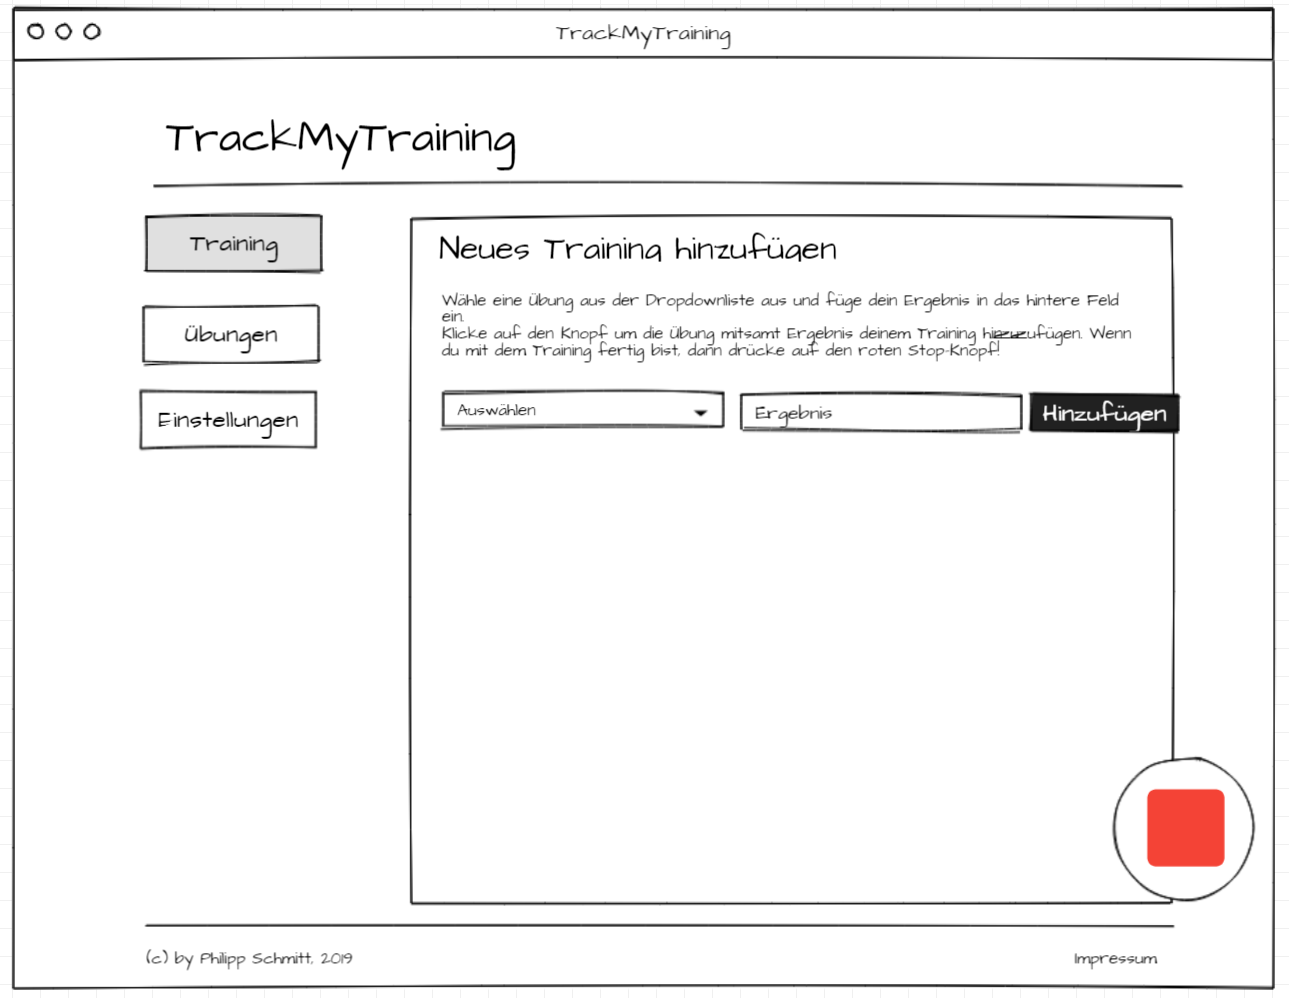 TrackMyTraining
TrackMyTraining
Training
Übungen
Einstellungen
Neues Training hinzufügen
Wähle eine Übung aus der Dropdownliste aus und füge dein Ergebnis in das hintere Feld
ein.
Klicke auf den Knopf um die Übung mitsamt Ergebnis deinem Training hinzuzufügen. Wenn
du mit dem Training fertig bist, dann drücke auf den roten Stop-Knopf!
Auswählen
Ergebnis
Hinzufügen
(c) by Philipp Schmitt, 2019
Impressum